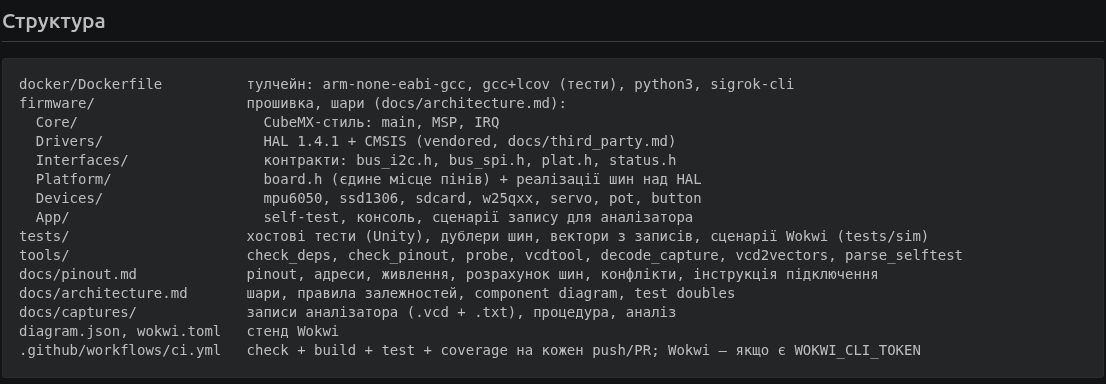 Структура
docker/Dockerfile          тулчейн: arm-none-eabi-gcc, gcc+lcov (тести), python3, sigrok-cli
firmware/                  прошивка, шари (docs/architecture.md):
  Core/                      CubeMX-стиль: main, MSP, IRQ
  Drivers/                   HAL 1.4.1 + CMSIS (vendored, docs/third_party.md)
  Interfaces/                контракти: bus_i2c.h, bus_spi.h, plat.h, status.h
  Platform/                  board.h (єдине місце пінів) + реалізації шин над HAL
  Devices/                   mpu6050, ssd1306, sdcard, w25qxx, servo, pot, button
  App/                       self-test, консоль, сценарії запису для аналізатора
tests/                     хостові тести (Unity), дублери шин, вектори з записів, сценарії Wokwi (tests/sim)
tools/                     check_deps, check_pinout, probe, vcdtool, decode_capture, vcd2vectors, parse_selftest
docs/pinout.md             pinout, адреси, живлення, розрахунок шин, конфлікти, інструкція підключення
docs/architecture.md       шари, правила залежностей, component diagram, test doubles
docs/captures/             записи аналізатора (.vcd + .txt), процедура, аналіз
diagram.json, wokwi.toml   стенд Wokwi
.github/workflows/ci.yml   check + build + test + coverage на кожен push/PR; Wokwi — якщо є WOKWI_CLI_TOKEN